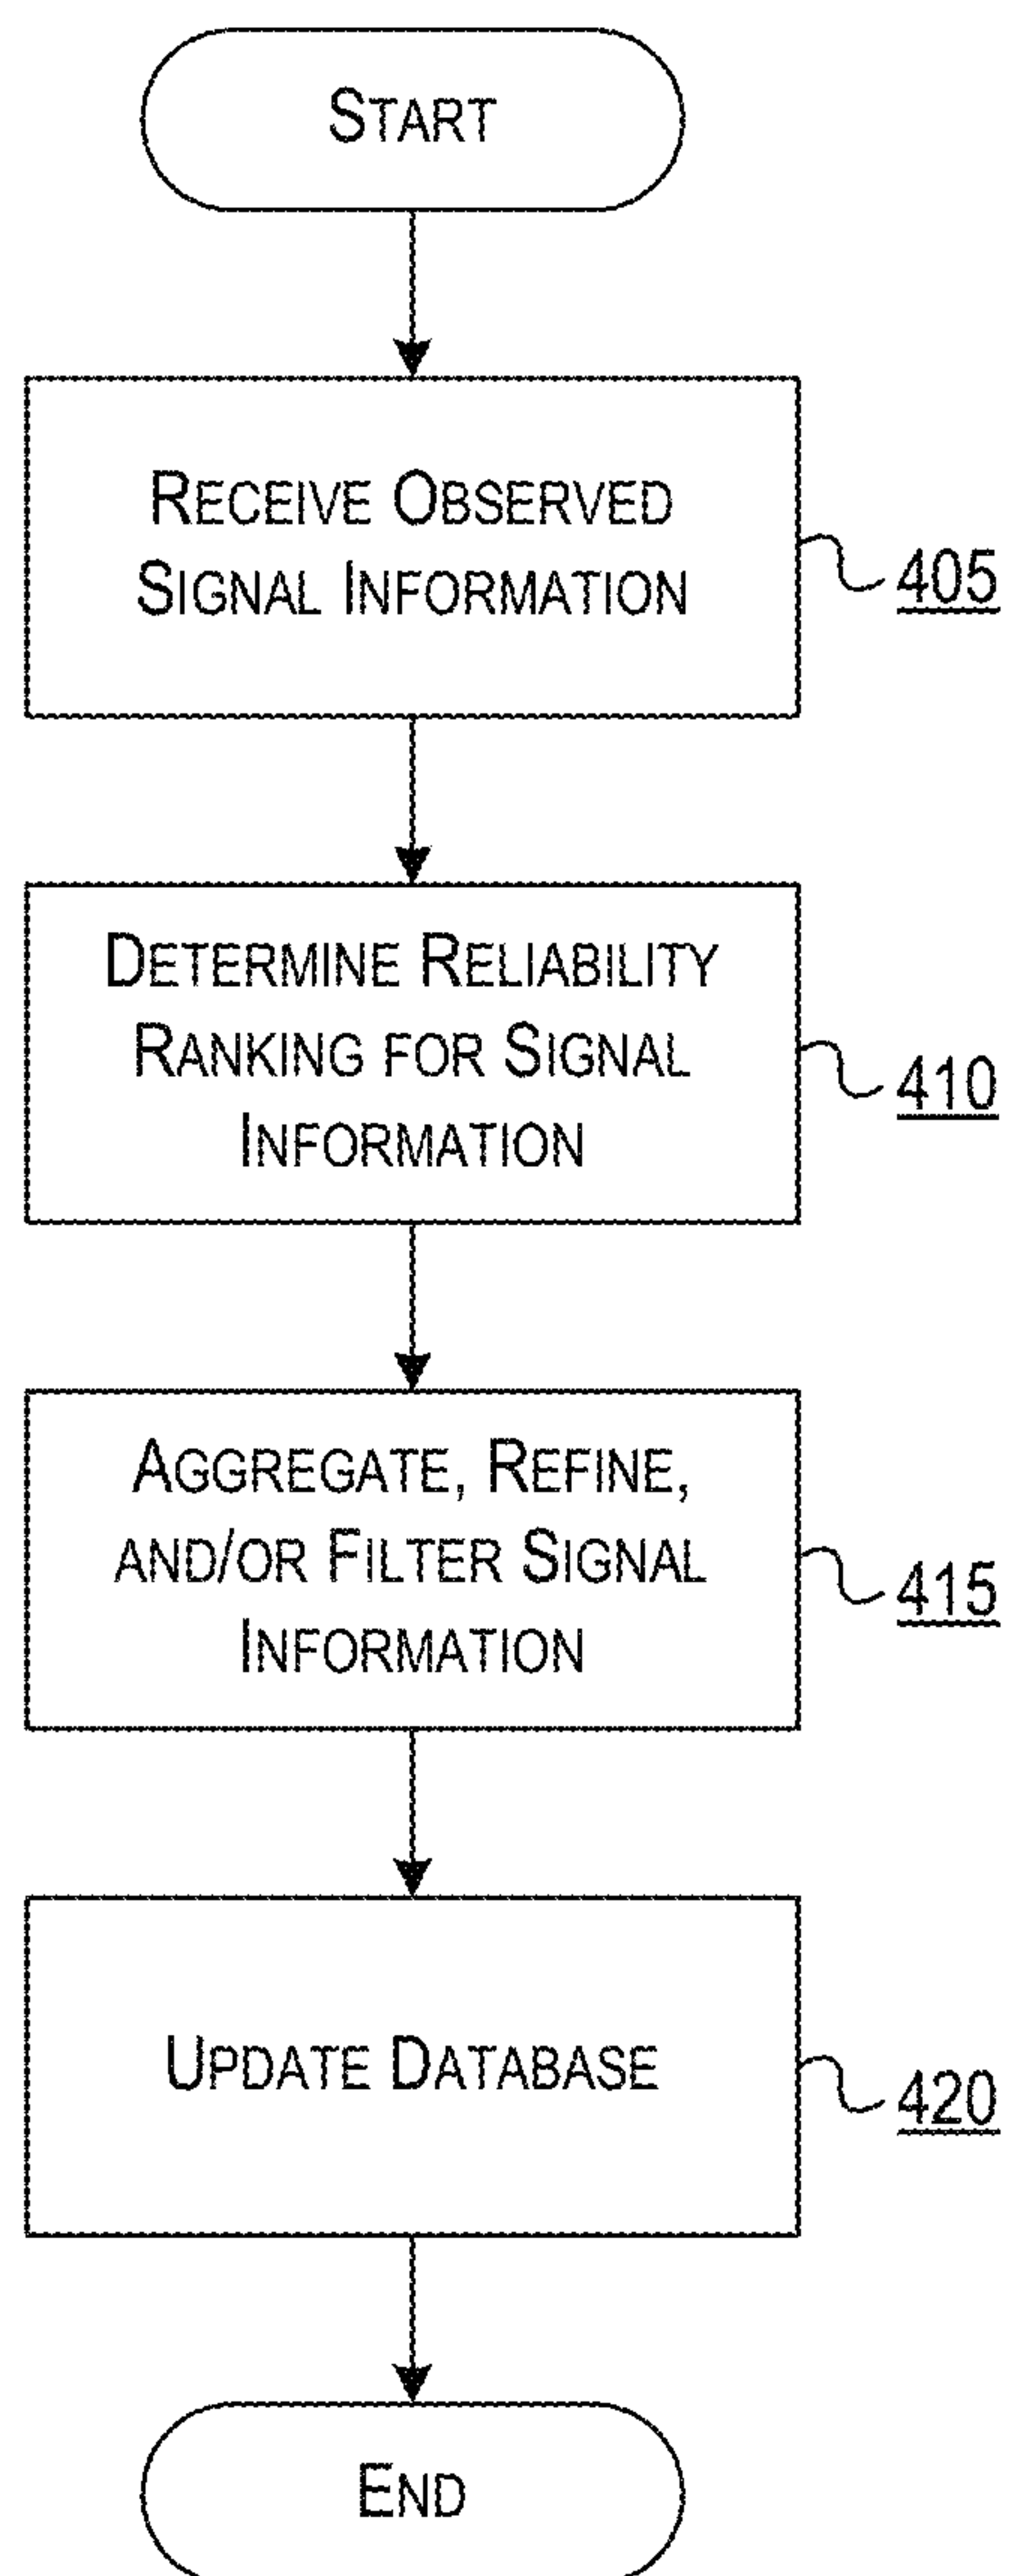 START
RECEIVE OBSERVED
SIGNAL INFORMATION
405
DETERMINE RELIABILITY
RANKING FOR SIGNAL
INFORMATION
410
AGGREGATE, REFINE,
AND/OR FILTER SIGNAL
INFORMATION
415
UPDATE DATABASE
420
END